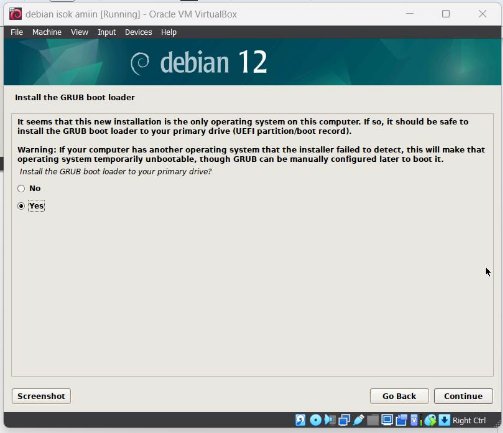 debian isok amiin [Running] - Oracle VM VirtualBox
File Machine View Input Devices Help
debian 12
Install the GRUB boot loader
It seems that this new installation is the only operating system on this computer. If so, it should be safe to
install the GRUB boot loader to your primary drive (UEFI partition/boot record).
Warning: If your computer has another operating system that the installer failed to detect, this will make that
operating system temporarily unbootable, though GRUB can be manually configured later to boot it.
Install the GRUB boot loader to your primary drive?
No
Yes
Screenshot Go Back Continue
Right Ctrl